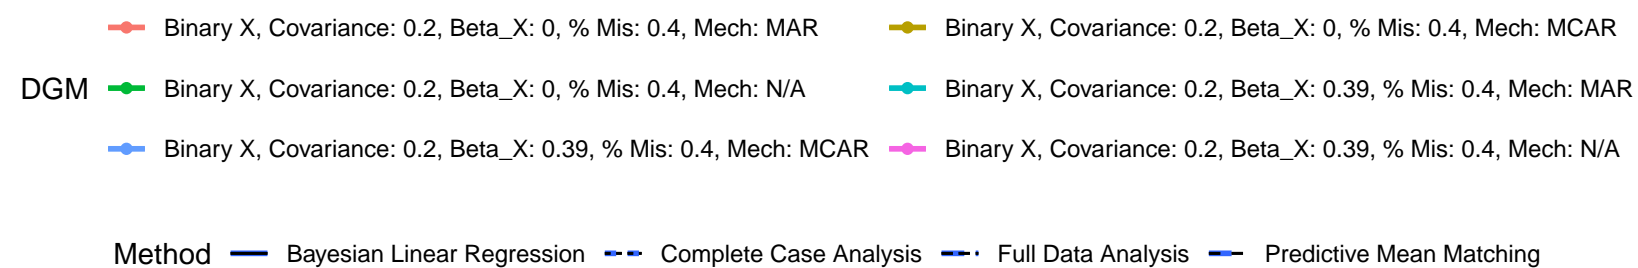 Binary X, Covariance: 0.2, Beta_X: 0, % Mis: 0.4, Mech: MAR Binary X, Covariance: 0.2, Beta_X: 0, % Mis: 0.4, Mech: MCAR
DGM Binary X, Covariance: 0.2, Beta_X: 0, % Mis: 0.4, Mech: N/A Binary X, Covariance: 0.2, Beta_X: 0.39, % Mis: 0.4, Mech: MAR
Binary X, Covariance: 0.2, Beta_X: 0.39, % Mis: 0.4, Mech: MCAR Binary X, Covariance: 0.2, Beta_X: 0.39, % Mis: 0.4, Mech: N/A
Method Bayesian Linear Regression Complete Case Analysis Full Data Analysis Predictive Mean Matching